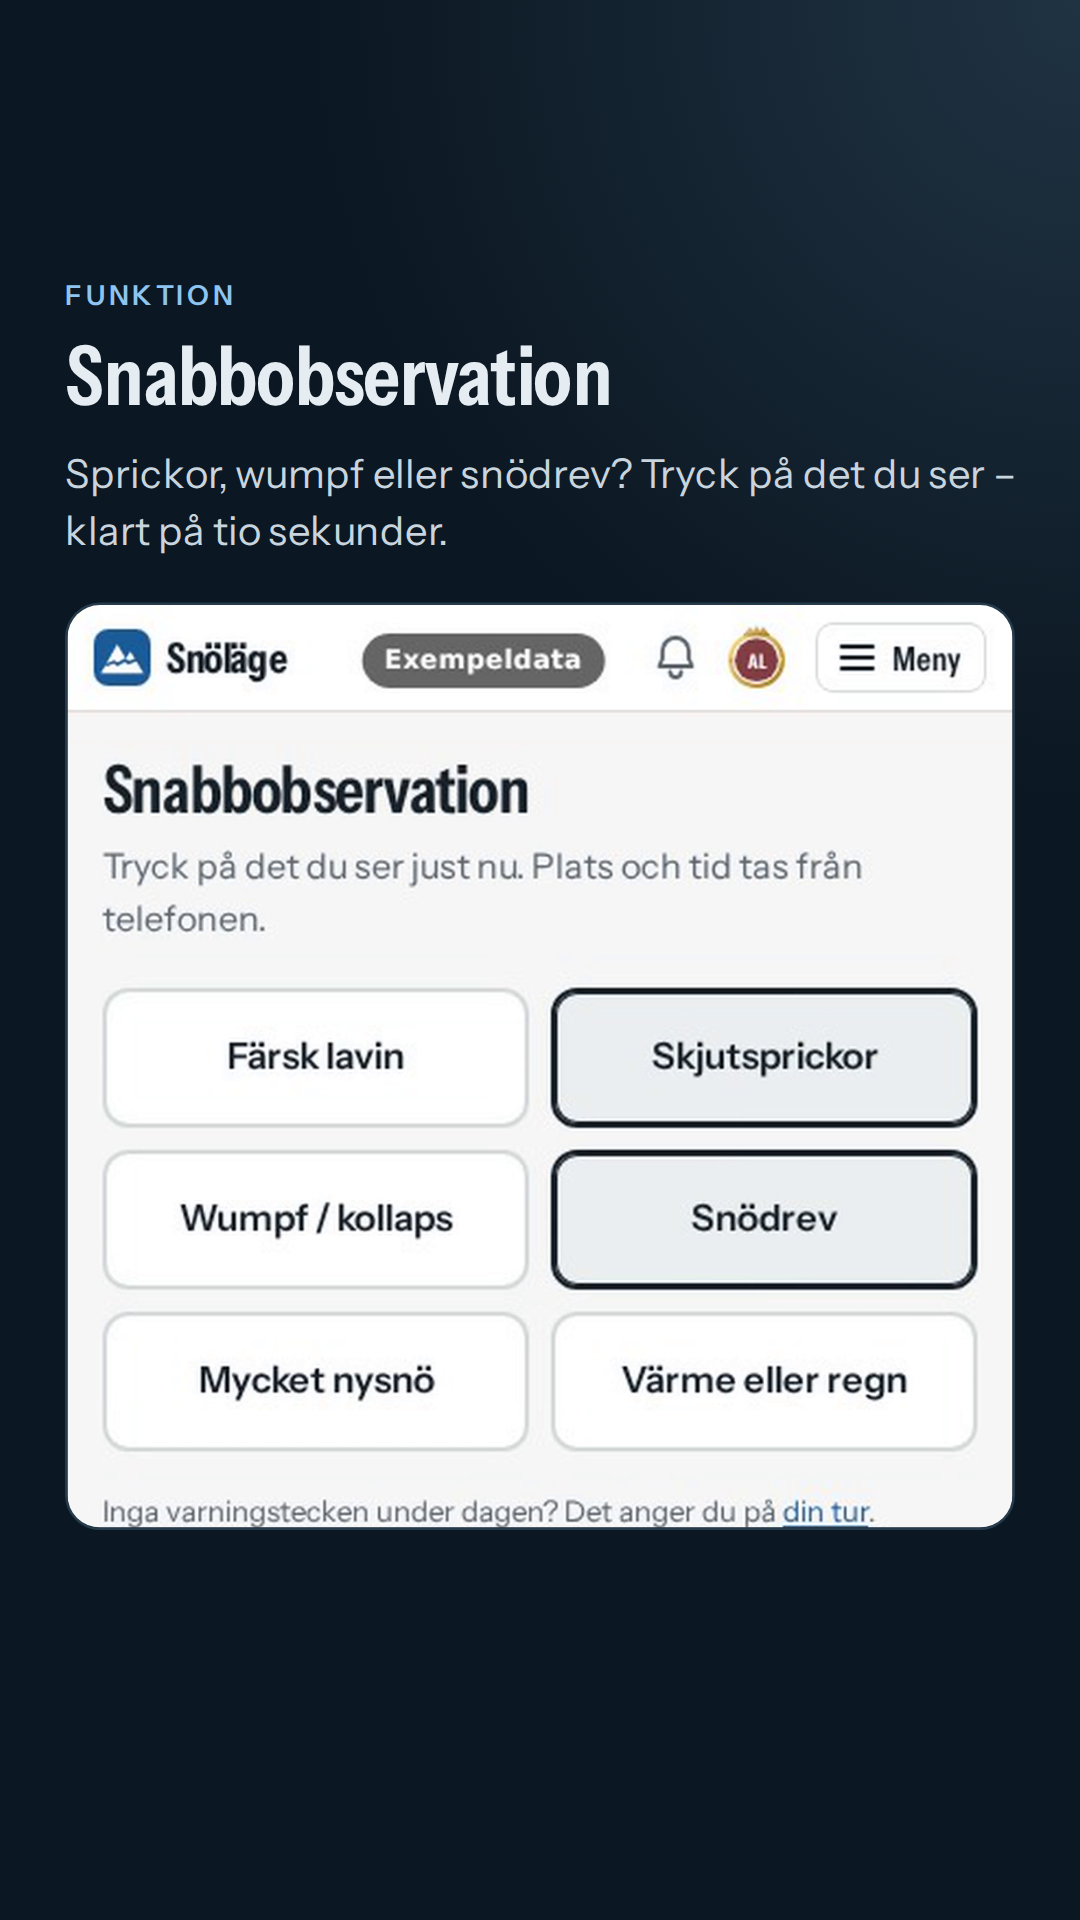 FUNKTION
Snabbobservation
Sprickor, wumpf eller snödrev? Tryck på det du ser –
klart på tio sekunder.
Snöläge
Exempeldata
AL
Meny
Snabbobservation
Tryck på det du ser just nu. Plats och tid tas från
telefonen.
Färsk lavin
Skjutsprickor
Wumpf / kollaps
Snödrev
Mycket nysnö
Värme eller regn
Inga varningstecken under dagen? Det anger du på din tur.